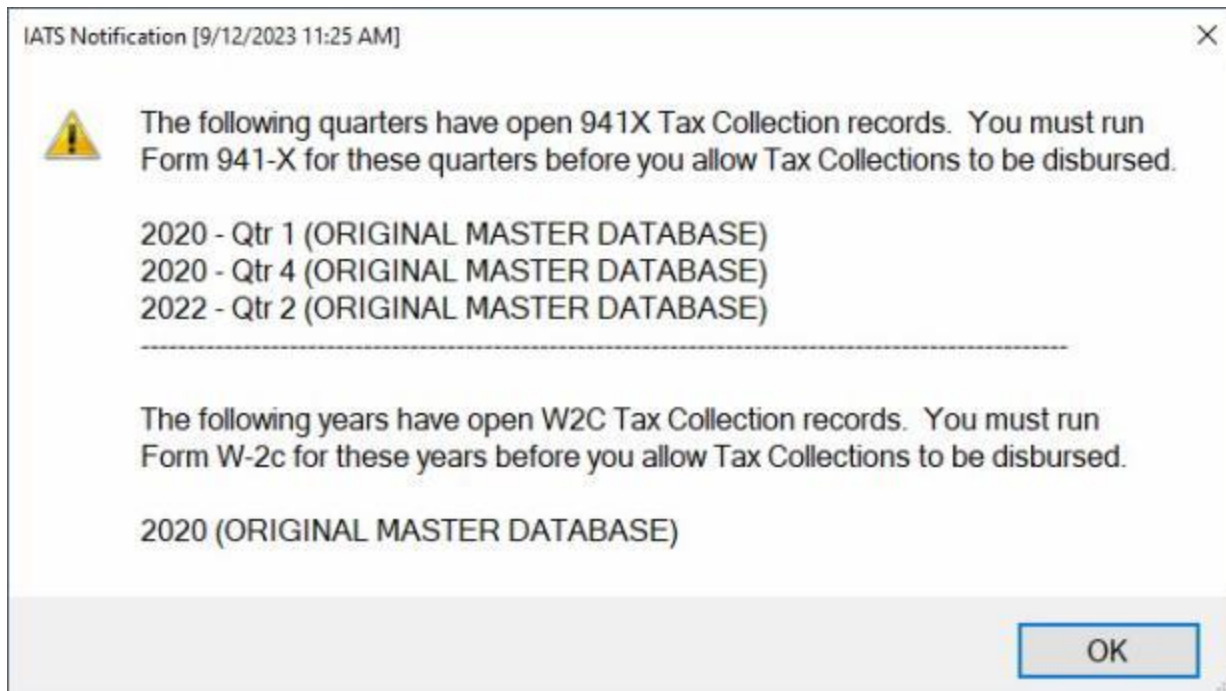 IATS Notification [9/12/2023 11:25 AM]
The following quarters have open 941X Tax Collection records.  You must run
Form 941-X for these quarters before you allow Tax Collections to be disbursed.
2020 - Qtr 1 (ORIGINAL MASTER DATABASE)
2020 - Qtr 4 (ORIGINAL MASTER DATABASE)
2022 - Qtr 2 (ORIGINAL MASTER DATABASE)
----------------------------------------------------------------------------------------------------
The following years have open W2C Tax Collection records.  You must run
Form W-2c for these years before you allow Tax Collections to be disbursed.
2020 (ORIGINAL MASTER DATABASE)
OK